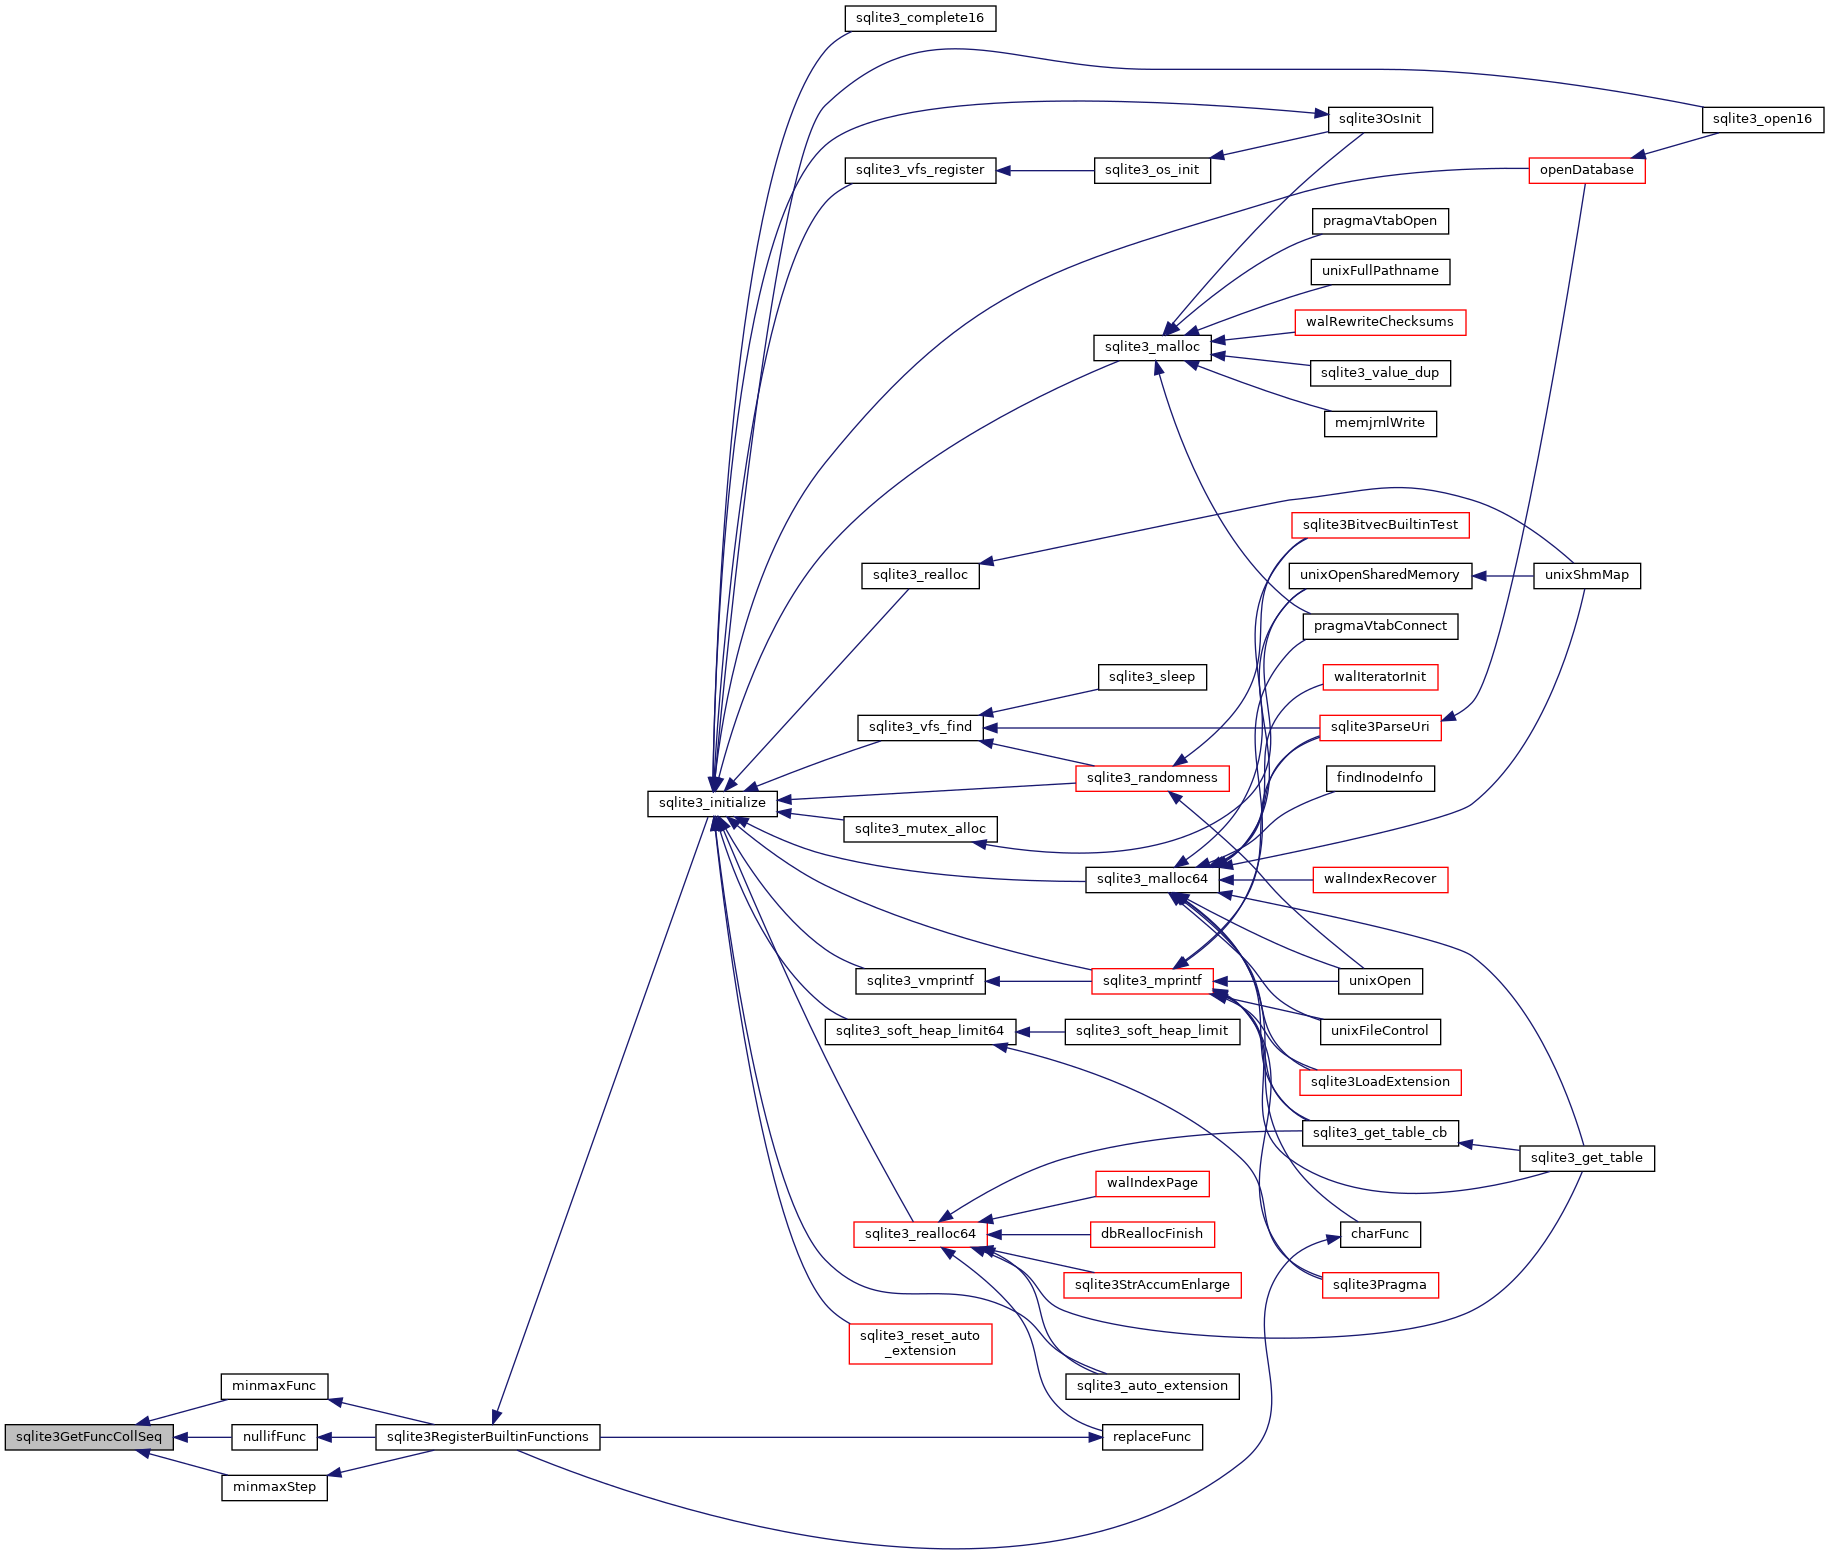 sqlite3_complete16
sqlite3OsInit
sqlite3_open16
sqlite3_vfs_register
sqlite3_os_init
openDatabase
pragmaVtabOpen
unixFullPathname
walRewriteChecksums
sqlite3_malloc
sqlite3_value_dup
memjrnlWrite
sqlite3BitvecBuiltinTest
sqlite3_realloc
unixOpenSharedMemory
unixShmMap
pragmaVtabConnect
sqlite3_sleep
walIteratorInit
sqlite3_vfs_find
sqlite3ParseUri
sqlite3_randomness
findInodeInfo
sqlite3_initialize
sqlite3_mutex_alloc
sqlite3_malloc64
walIndexRecover
sqlite3_vmprintf
sqlite3_mprintf
unixOpen
sqlite3_soft_heap_limit64
sqlite3_soft_heap_limit
unixFileControl
sqlite3LoadExtension
sqlite3_get_table_cb
sqlite3_get_table
walIndexPage
sqlite3_realloc64
dbReallocFinish
charFunc
sqlite3StrAccumEnlarge
sqlite3Pragma
sqlite3_reset_auto
_extension
minmaxFunc
sqlite3_auto_extension
sqlite3GetFuncCollSeq
nullifFunc
sqlite3RegisterBuiltinFunctions
replaceFunc
minmaxStep